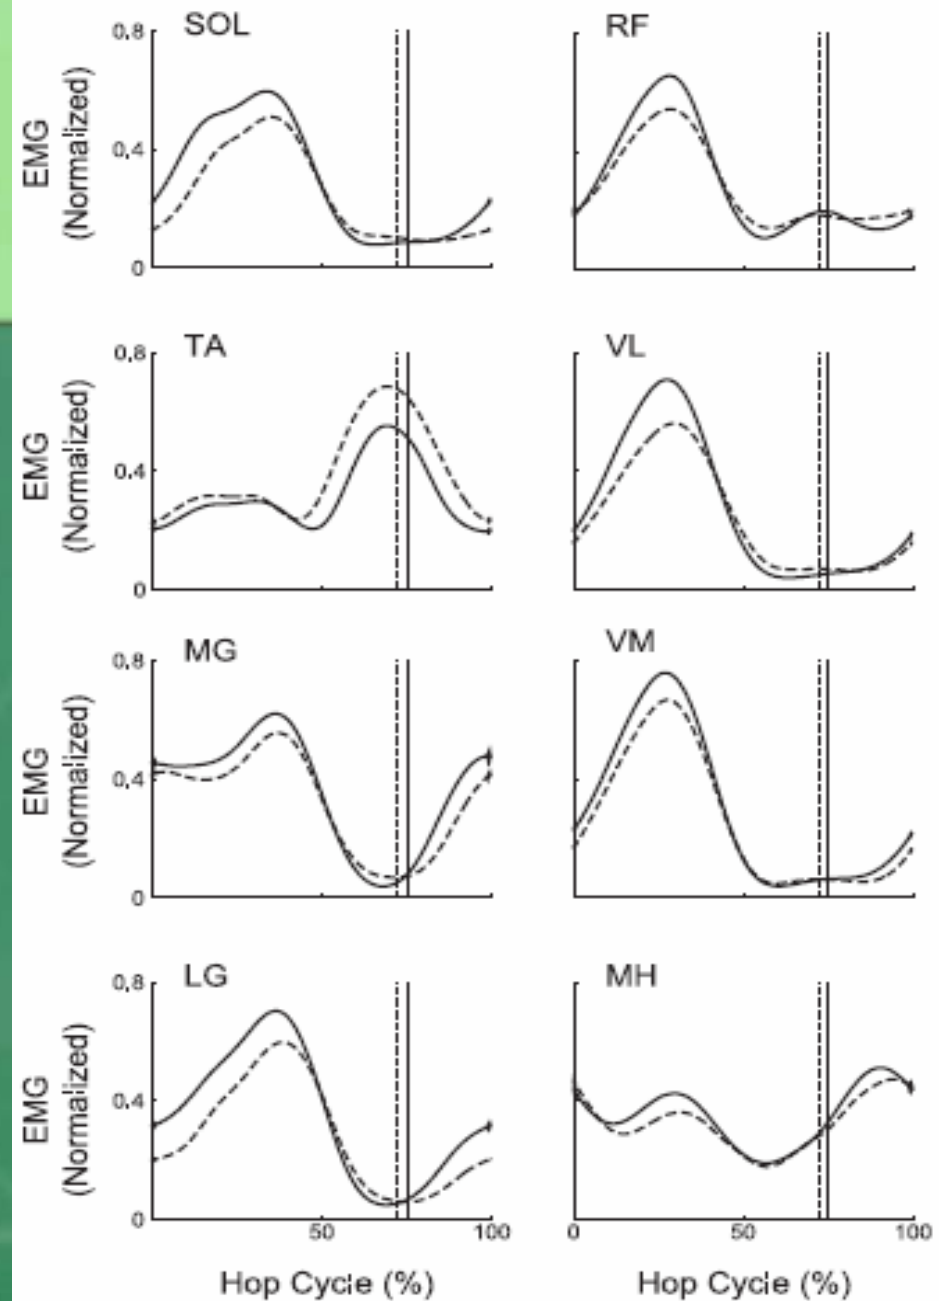 SOL
RF
EMG
(Normalized)
0.8
0.4
0
TA
VL
EMG
(Normalized)
0.8
0.4
0
MG
VM
EMG
(Normalized)
0.8
0.4
0
LG
MH
EMG
(Normalized)
0.8
0.4
0
50
100
0
50
100
Hop Cycle (%)
Hop Cycle (%)